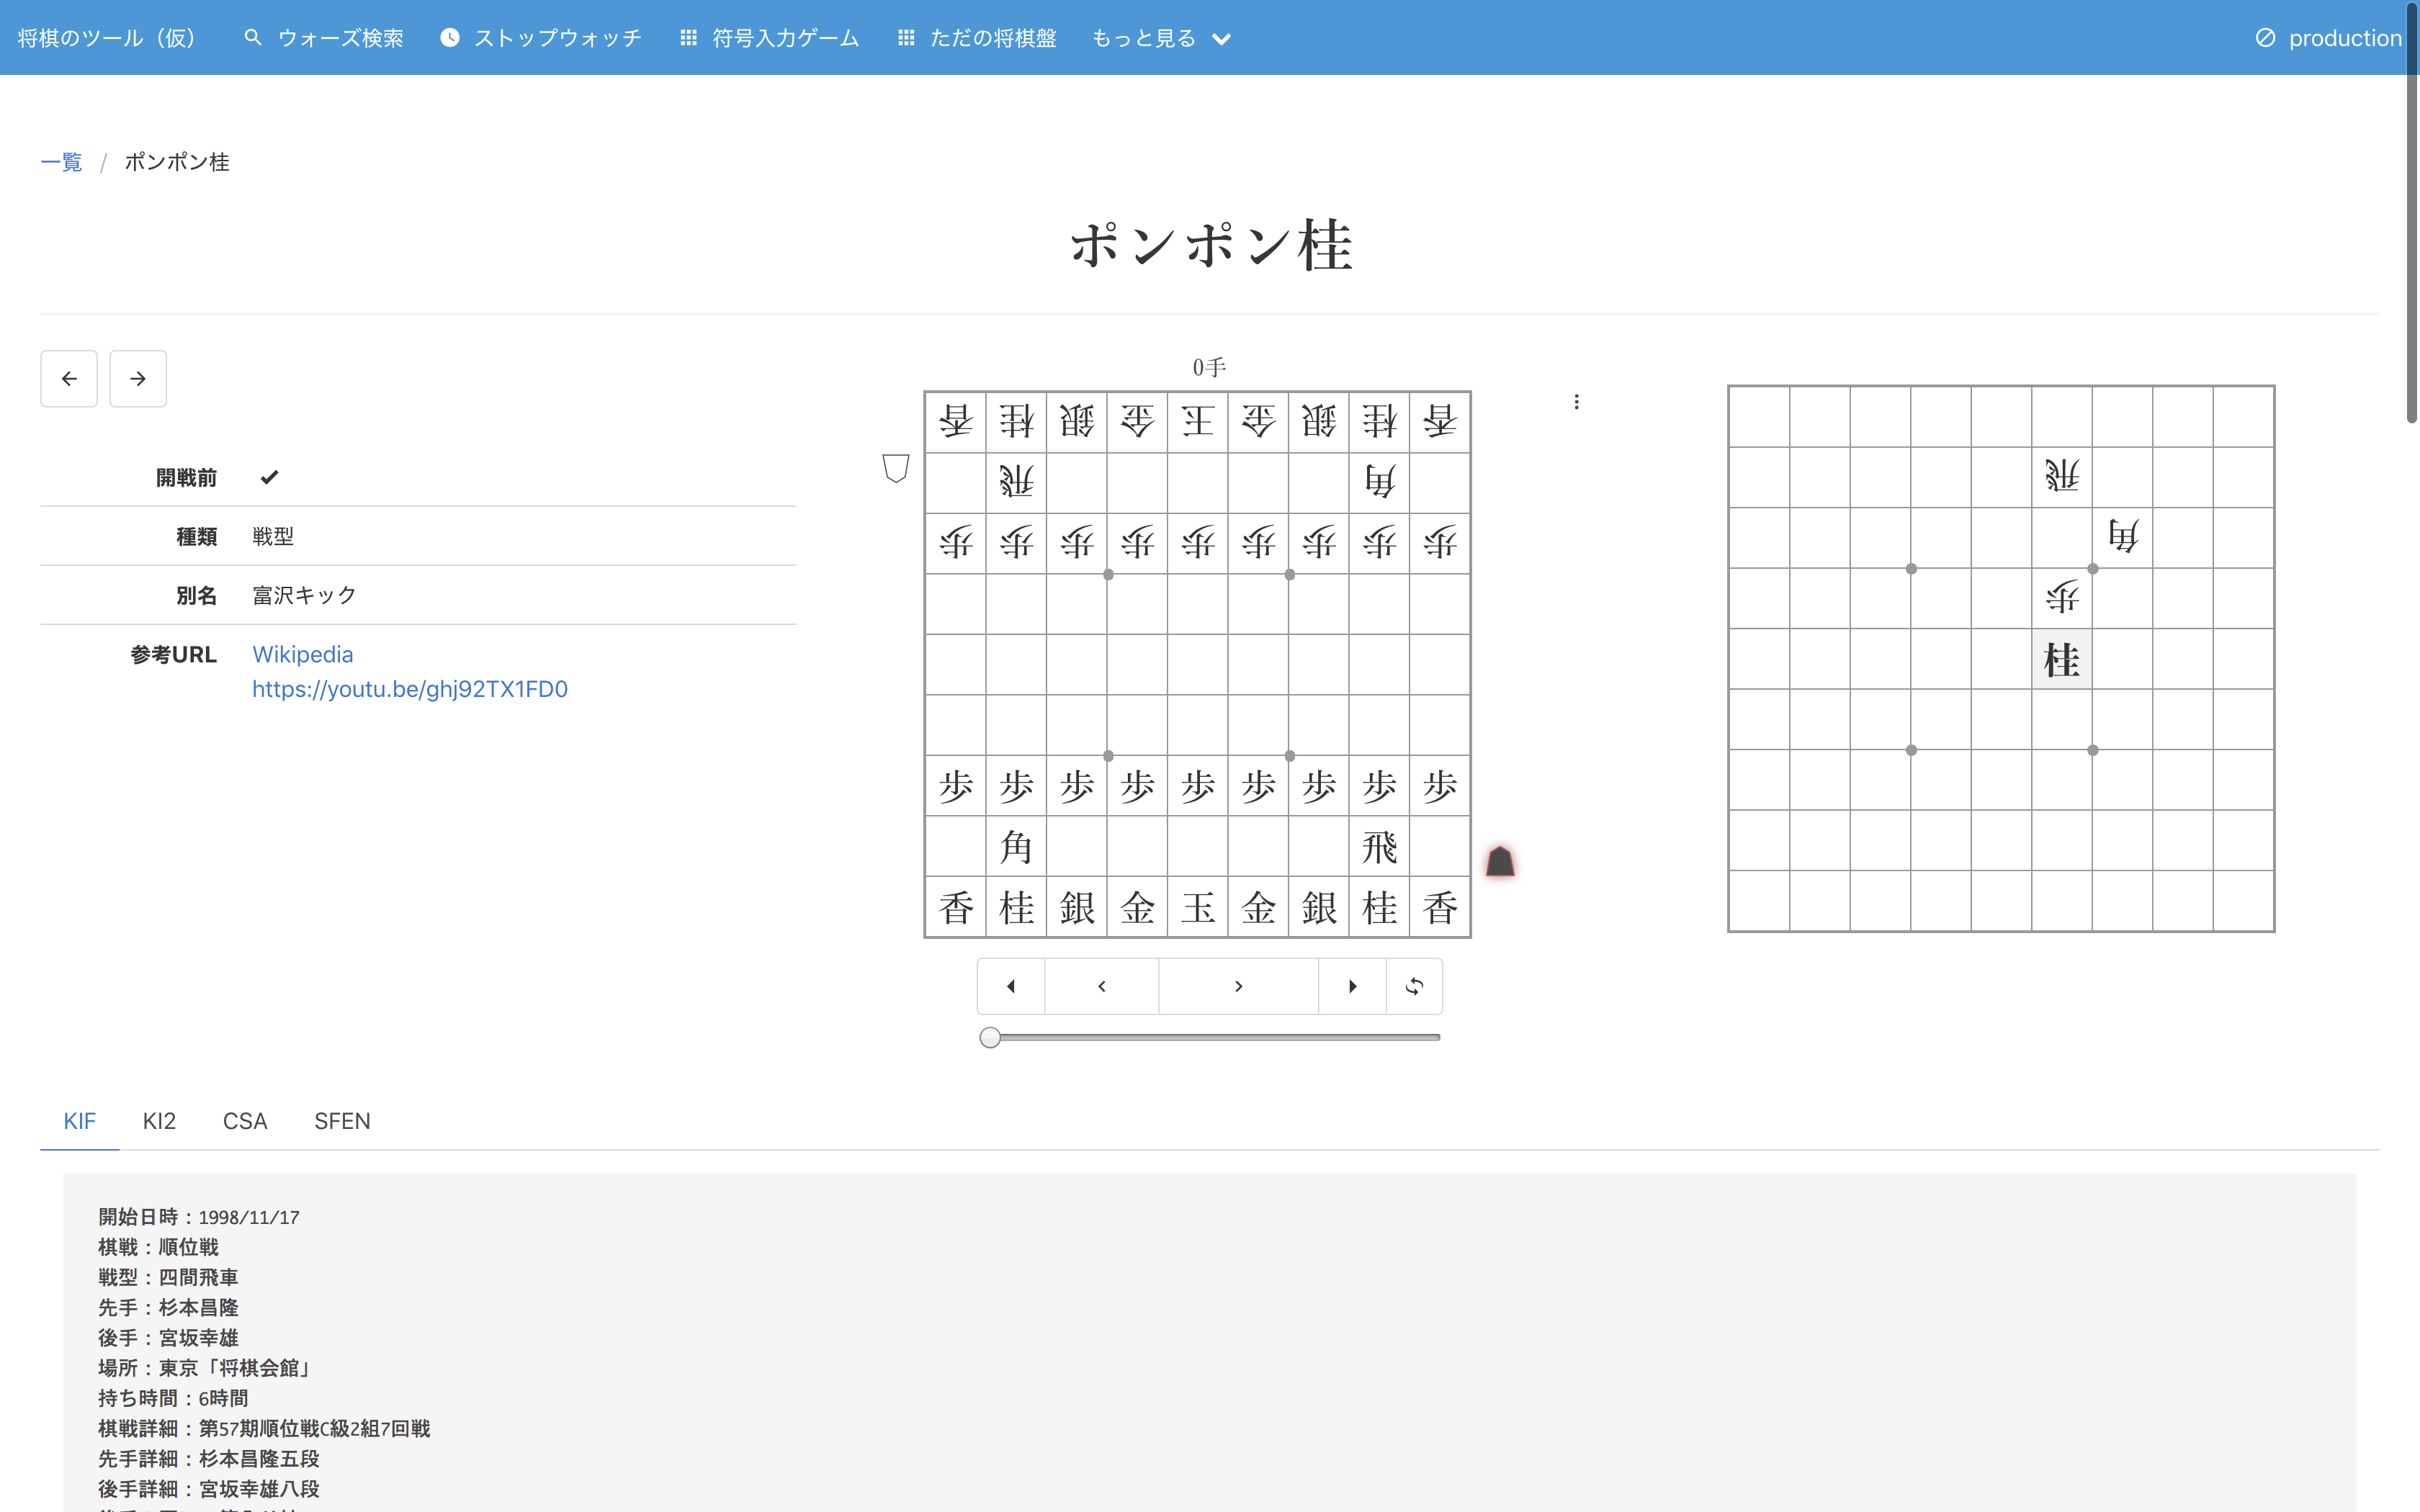 将棋のツール（仮） ウォーズ検索 ストップウォッチ 符号入力ゲーム ただの将棋盤 もっと見る production
一覧 / ポンポン桂
ポンポン桂
開戦前
種類 戦型
別名 富沢キック
参考URL Wikipedia
https://youtu.be/ghj92TX1FD0
0手
香桂銀金王金銀桂香
飛角
歩歩歩歩歩歩歩歩歩
歩歩歩歩歩歩歩歩歩
角飛
香桂銀金玉金銀桂香
飛
角
歩
桂
KIF KI2 CSA SFEN
開始日時：1998/11/17
棋戦：順位戦
戦型：四間飛車
先手：杉本昌隆
後手：宮坂幸雄
場所：東京「将棋会館」
持ち時間：6時間
棋戦詳細：第57期順位戦C級2組7回戦
先手詳細：杉本昌隆五段
後手詳細：宮坂幸雄八段